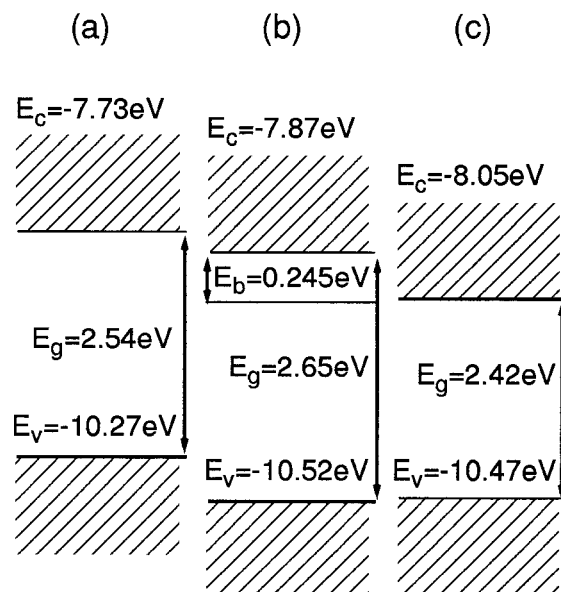 (a)
(b)
(c)
E_c=-7.73eV
E_c=-7.87eV
E_c=-8.05eV
E_b=0.245eV
E_g=2.54eV
E_g=2.65eV
E_g=2.42eV
E_v=-10.27eV
E_v=-10.52eV
E_v=-10.47eV